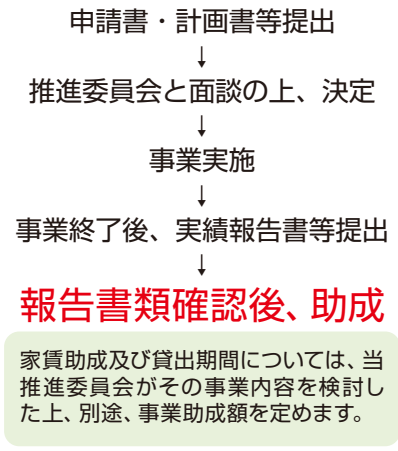 申請書・計画書等提出
↓
推進委員会と面談の上、決定
↓
事業実施
↓
事業終了後、実績報告書等提出
↓
報告書類確認後、助成
家賃助成及び貸出期間については、当
推進委員会がその事業内容を検討し
た上、別途、事業助成額を定めます。